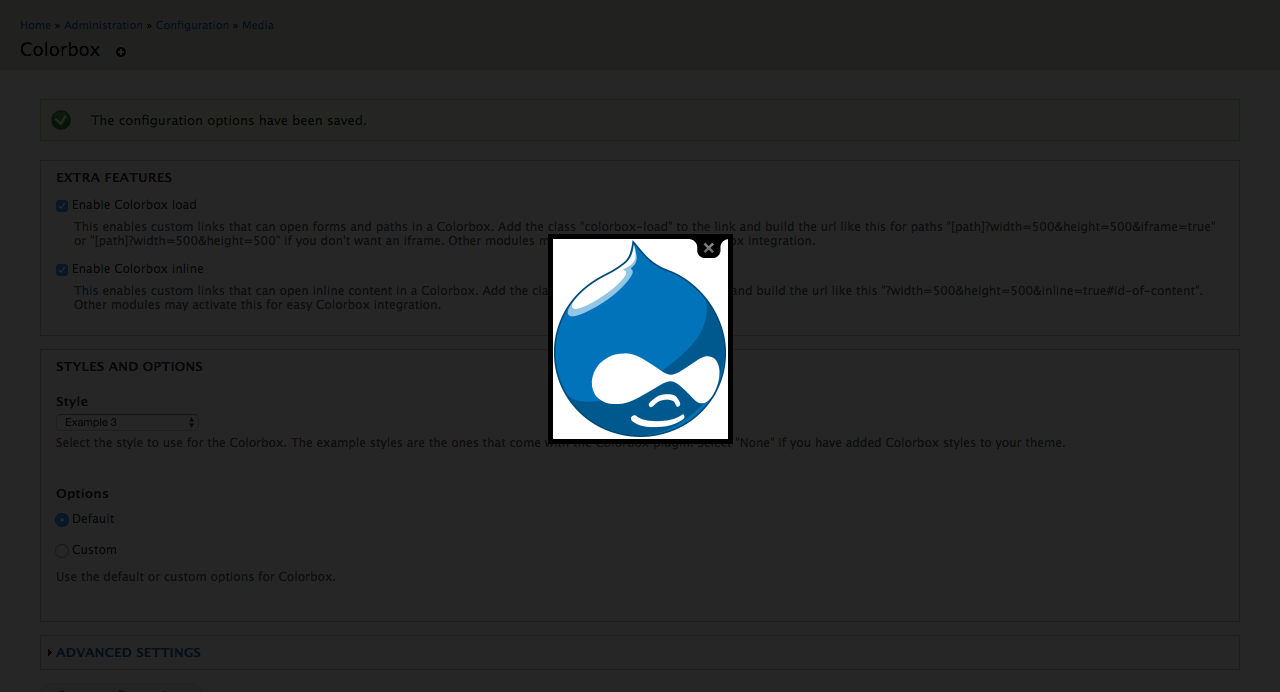 Home » Administration » Configuration » Media
Colorbox
The configuration options have been saved.
EXTRA FEATURES
Enable Colorbox load
This enables custom links that can open forms and paths in a Colorbox. Add the class "colorbox-load" to the link and build the url like this for paths "[path]?width=500&height=500&iframe=true"
or "[path]?width=500&height=500" if you don't want an iframe. Other modules integration.
Enable Colorbox inline
This enables custom links that can open inline content in a Colorbox. Add the and build the url like this "?width=500&height=500&inline=true#id-of-content".
Other modules may activate this for easy Colorbox integration.
STYLES AND OPTIONS
Style
Example 3
Select the style to use for the Colorbox. The example styles are the ones that come "None" if you have added Colorbox styles to your theme.
Options
Default
Custom
Use the default or custom options for Colorbox.
ADVANCED SETTINGS